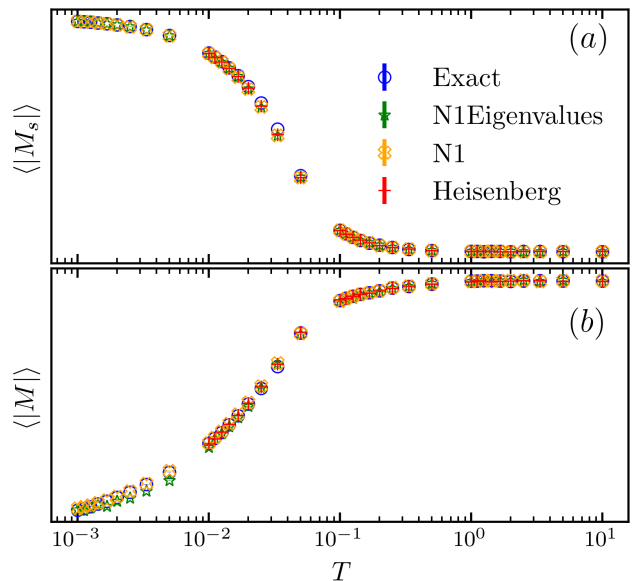 (a)
Exact
N1Eigenvalues
N1
Heisenberg
⟨|M_s|⟩
(b)
⟨|M|⟩
10^{-3} 10^{-2} 10^{-1} 10^{0} 10^{1}
T